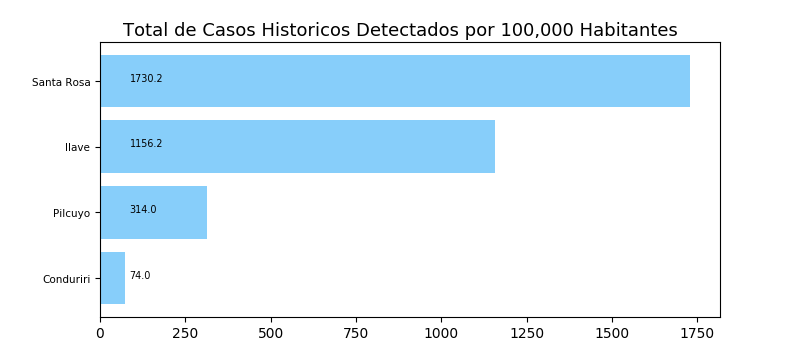 Total de Casos Historicos Detectados por 100,000 Habitantes
Santa Rosa 1730.2
Ilave 1156.2
Pilcuyo 314.0
Conduriri 74.0
0 250 500 750 1000 1250 1500 1750